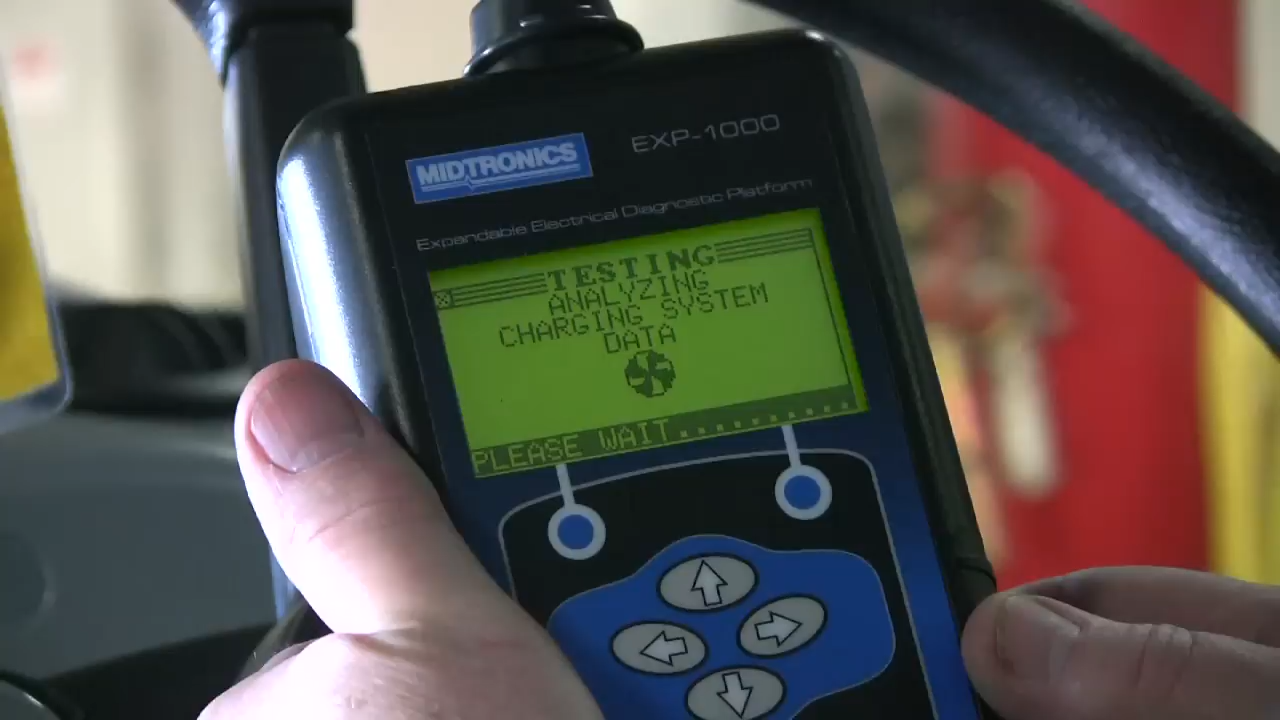 MIDTRONICS
EXP-1000
Expandable Electrical Diagnostic Platform
TESTING
ANALYZING
CHARGING SYSTEM
DATA
PLEASE WAIT..........